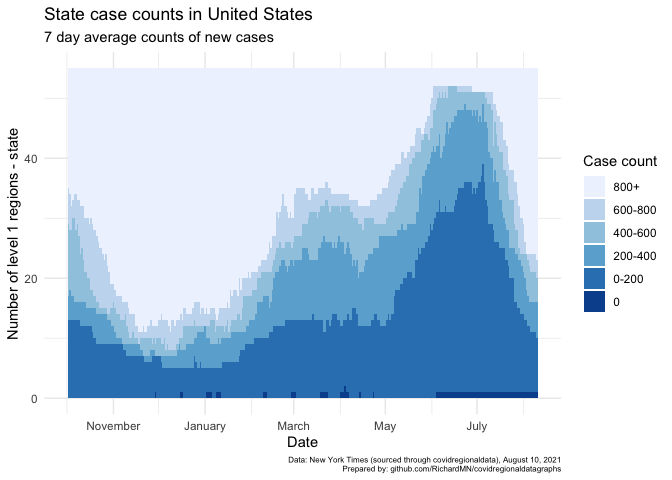 State case counts in United States
7 day average counts of new cases
Number of level 1 regions - state
40
20
0
November
January
March
May
July
Date
Case count
800+
600-800
400-600
200-400
0-200
0
Data: New York Times (sourced through covidregionaldata), August 10, 2021
Prepared by: github.com/RichardMN/covidregionaldatagraphs